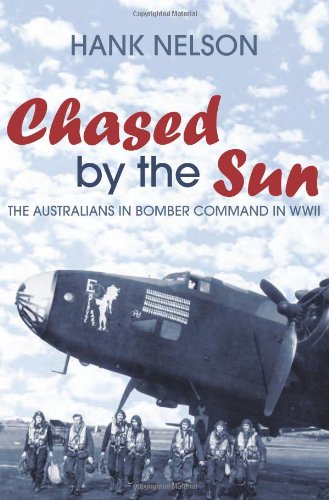 HANK NELSON
Chased
by the Sun
THE AUSTRALIANS IN BOMBER COMMAND IN WWII